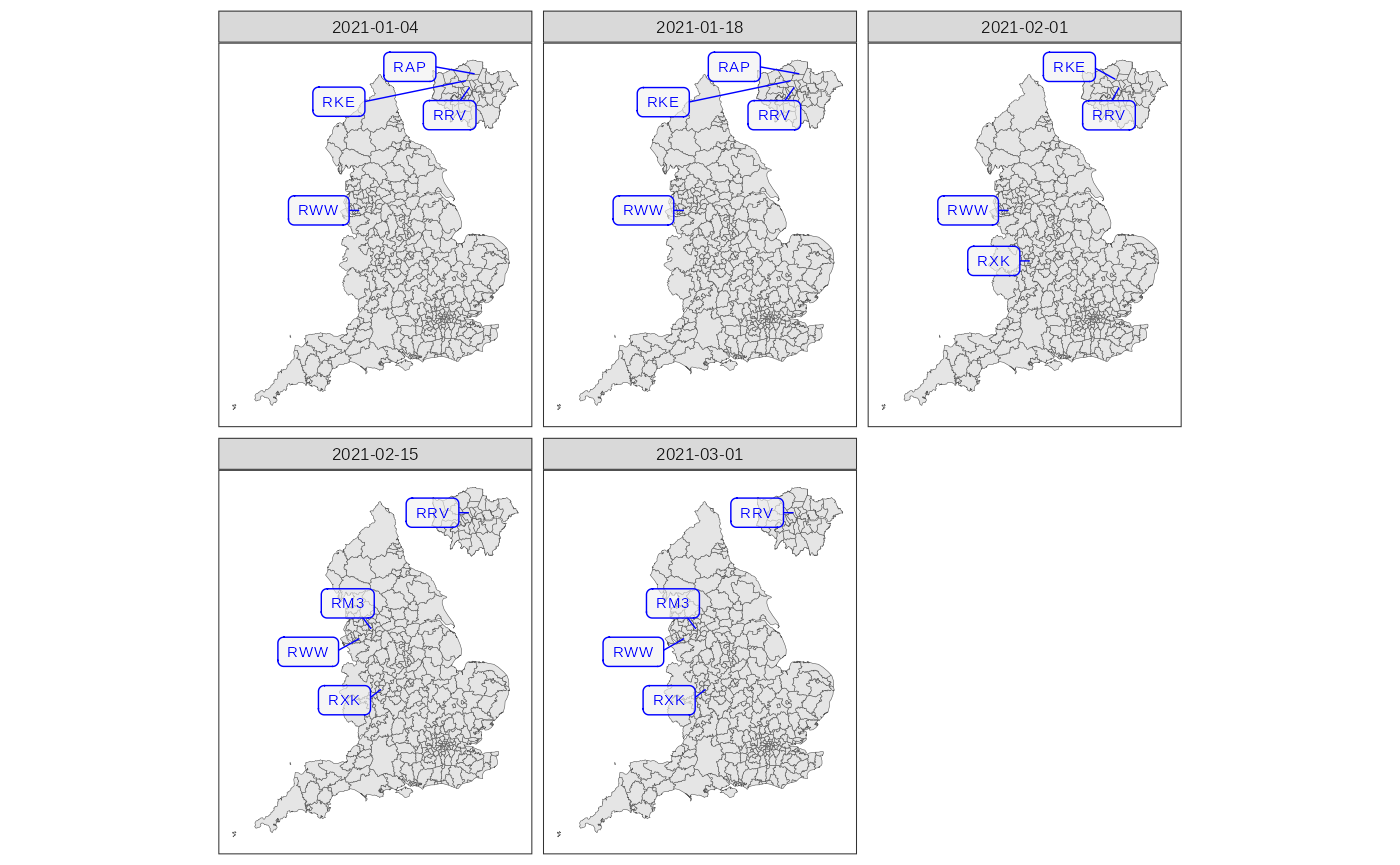 2021-01-04
RAP
RKE
RRV
RWW
2021-01-18
RAP
RKE
RRV
RWW
2021-02-01
RKE
RRV
RWW
RXK
2021-02-15
RRV
RM3
RWW
RXK
2021-03-01
RRV
RM3
RWW
RXK